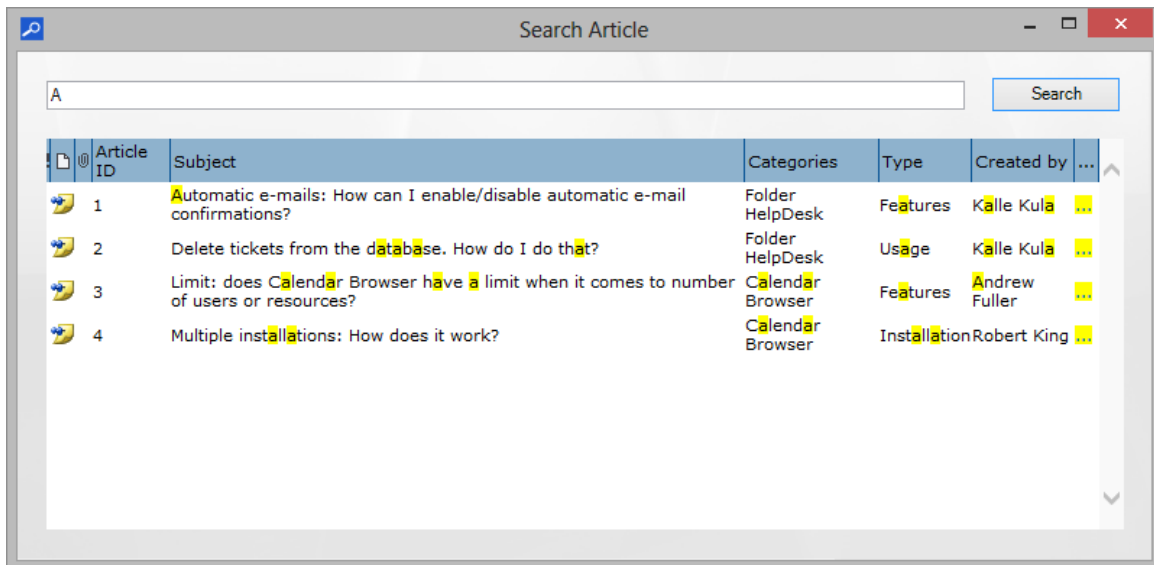 Search Article
A
Search
! Article ID Subject Categories Type Created by ...
1 Automatic e-mails: How can I enable/disable automatic e-mail confirmations? Folder HelpDesk Features Kalle Kula ...
2 Delete tickets from the database. How do I do that? Folder HelpDesk Usage Kalle Kula ...
3 Limit: does Calendar Browser have a limit when it comes to number of users or resources? Calendar Browser Features Andrew Fuller ...
4 Multiple installations: How does it work? Calendar Browser Installation Robert King ...